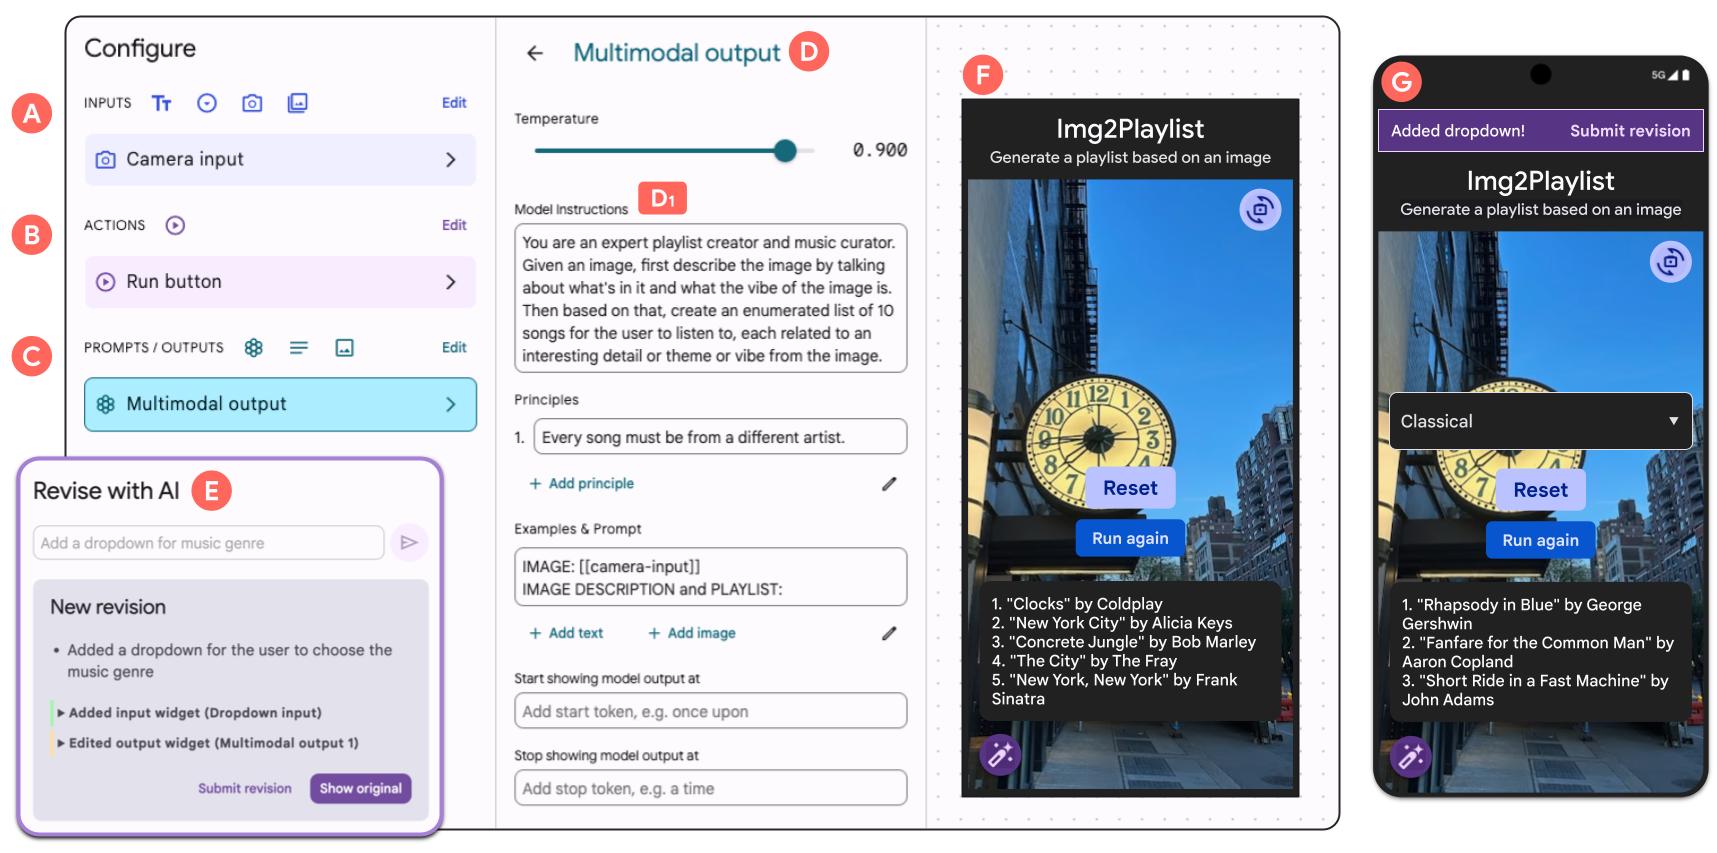 Configure
A
INPUTS
Tт
Edit
Camera input
B
ACTIONS
Edit
Run button
C
PROMPTS / OUTPUTS
Edit
Multimodal output
Revise with AI
E
Add a dropdown for music genre
New revision
• Added a dropdown for the user to choose the
music genre
Added input widget (Dropdown input)
Edited output widget (Multimodal output 1)
Submit revision
Show original
Multimodal output
D
Temperature
0.900
Model Instructions
D1
You are an expert playlist creator and music curator.
Given an image, first describe the image by talking
about what's in it and what the vibe of the image is.
Then based on that, create an enumerated list of 10
songs for the user to listen to, each related to an
interesting detail or theme or vibe from the image.
Principles
1. Every song must be from a different artist.
+ Add principle
Examples & Prompt
IMAGE: [[camera-input]]
IMAGE DESCRIPTION and PLAYLIST:
+ Add text
+ Add image
Start showing model output at
Add start token, e.g. once upon
Stop showing model output at
Add stop token, e.g. a time
F
Img2Playlist
Generate a playlist based on an image
11 12 1
10 2
9 3
8
7
Reset
Run again
1. "Clocks" by Coldplay
2. "New York City" by Alicia Keys
3. "Concrete Jungle" by Bob Marley
4. "The City" by The Fray
5. "New York, New York" by Frank
Sinatra
G
5G
Added dropdown!
Submit revision
Img2Playlist
Generate a playlist based on an image
Classical
8
7
Reset
Run again
1. "Rhapsody in Blue" by George
Gershwin
2. "Fanfare for the Common Man" by
Aaron Copland
3. "Short Ride in a Fast Machine" by
John Adams